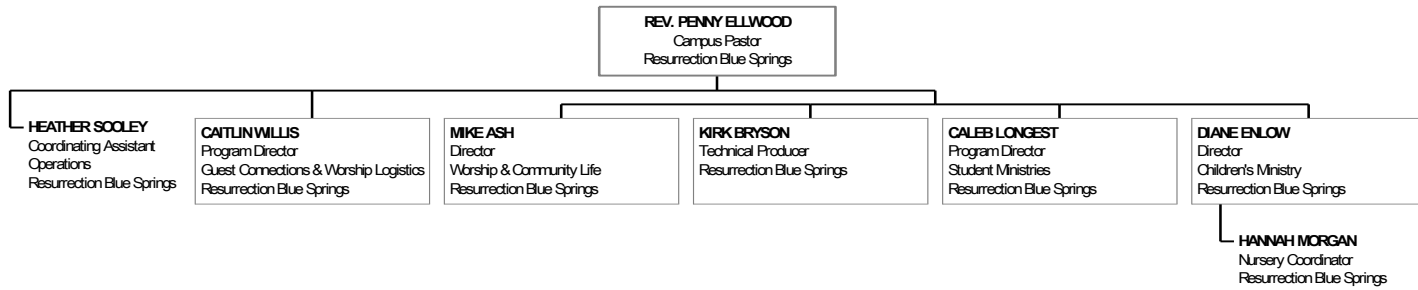 REV. PENNY ELLWOOD
Campus Pastor
Resurrection Blue Springs
HEATHER SOOLEY
Coordinating Assistant
Operations
Resurrection Blue Springs
CAITLIN WILLIS
Program Director
Guest Connections & Worship Logistics
Resurrection Blue Springs
MIKE ASH
Director
Worship & Community Life
Resurrection Blue Springs
KIRK BRYSON
Technical Producer
Resurrection Blue Springs
CALEB LONGEST
Program Director
Student Ministries
Resurrection Blue Springs
DIANE ENLOW
Director
Children's Ministry
Resurrection Blue Springs
HANNAH MORGAN
Nursery Coordinator
Resurrection Blue Springs